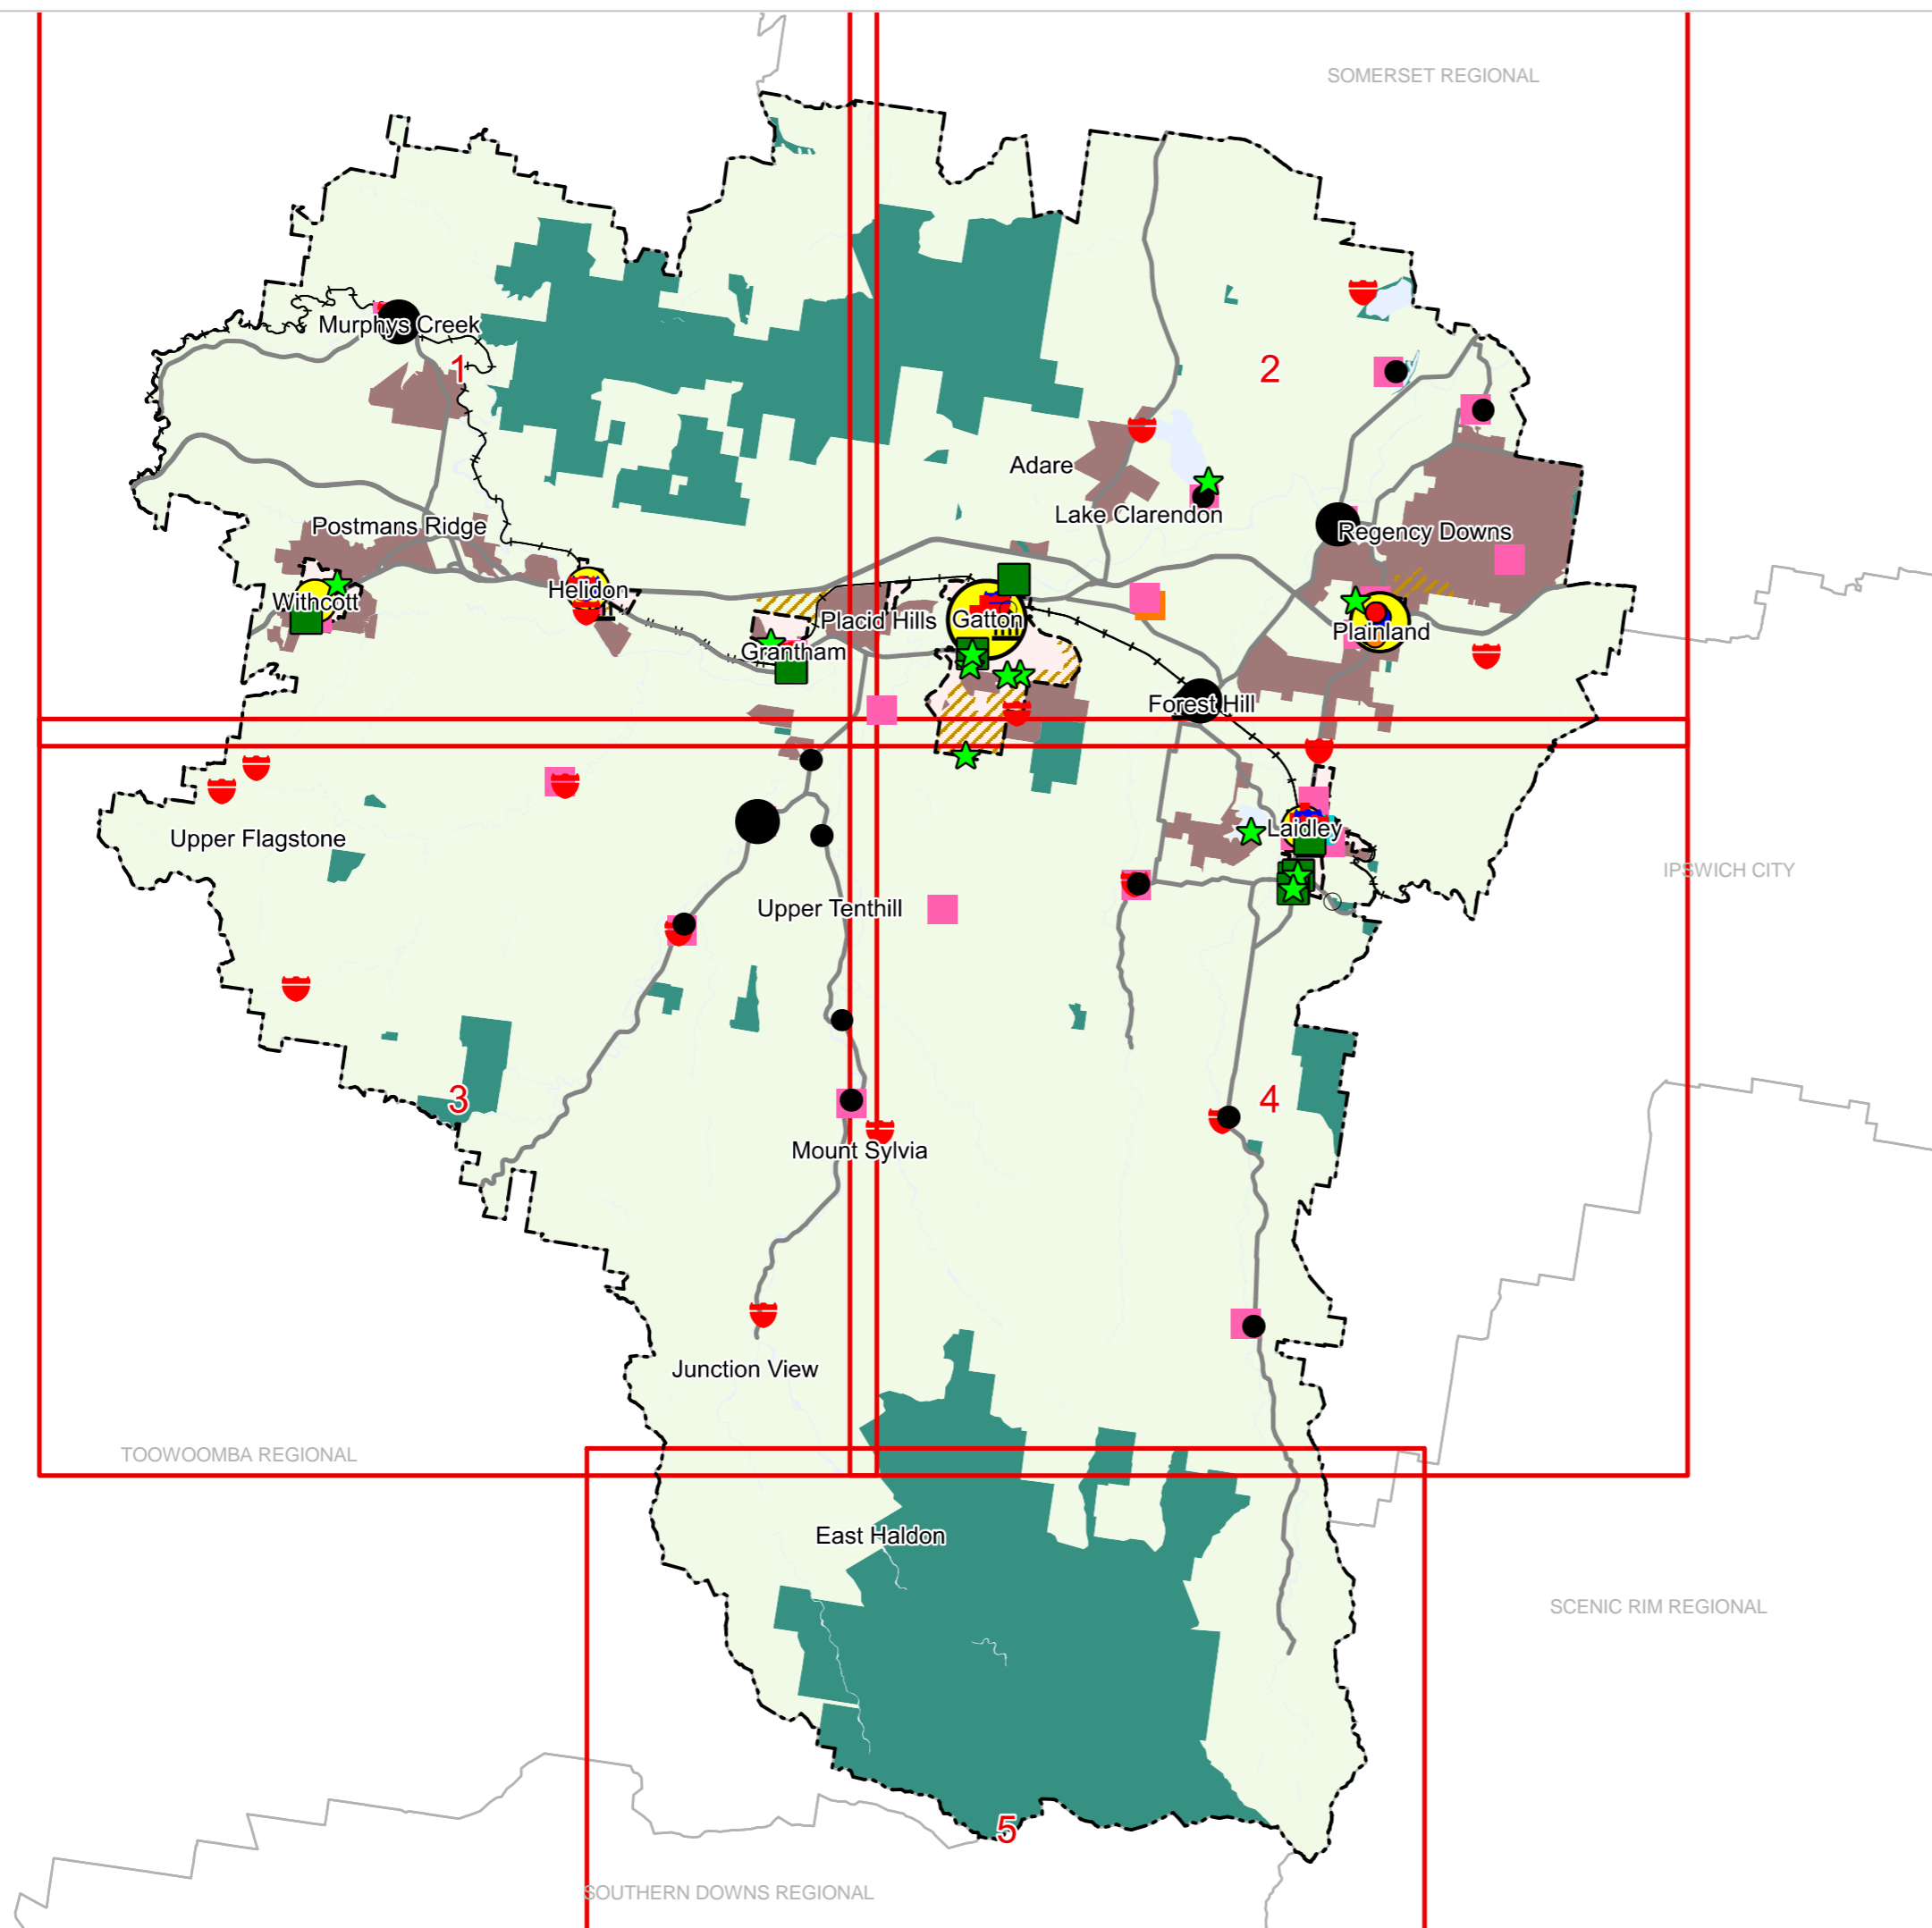 SOMERSET REGIONAL
Murphys Creek
1
2
Adare
Lake Clarendon
Postmans Ridge
Regency Downs
Helidon
Withcott
Placid Hills
Gatton
Plainland
Grantham
Forest Hill
Laidley
Upper Flagstone
IPSWICH CITY
Upper Tenthill
3
4
Mount Sylvia
Junction View
TOOWOOMBA REGIONAL
East Haldon
SCENIC RIM REGIONAL
5
SOUTHERN DOWNS REGIONAL